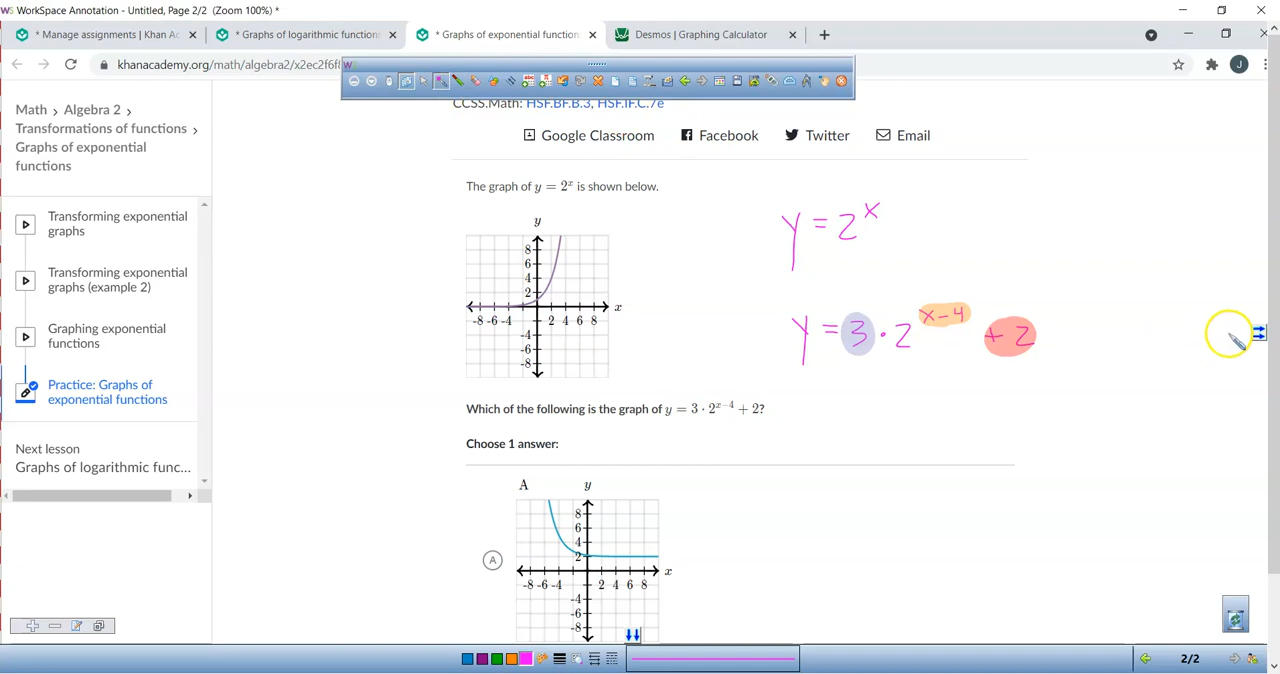 WS WorkSpace Annotation - Untitled, Page 2/2 (Zoom 100%) *
* Manage assignments | Khan Ac
* Graphs of logarithmic functions
* Graphs of exponential function
Desmos | Graphing Calculator
khanacademy.org/math/algebra2/x2ec2f6f8
J
CCSS.Math: HSF.BF.B.3, HSF.IF.C.7e
Google Classroom Facebook Twitter Email
Math > Algebra 2 >
Transformations of functions >
Graphs of exponential
functions
Transforming exponential
graphs
Transforming exponential
graphs (example 2)
Graphing exponential
functions
Practice: Graphs of
exponential functions
Next lesson
Graphs of logarithmic func...
The graph of y = 2^x is shown below.
y
8
6
4
2
-8 -6 -4 2 4 6 8 x
-4
-6
-8
y = 2^x
y = 3 · 2^{x-4} + 2
Which of the following is the graph of y = 3 · 2^{x-4} + 2?
Choose 1 answer:
A
A
y
8
6
4
2
-8 -6 -4 2 4 6 8 x
-4
-6
-8
2/2